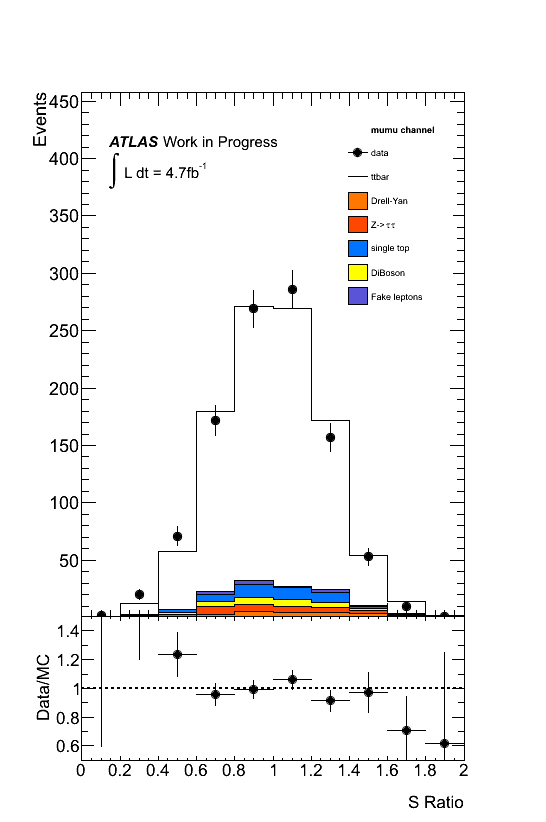 Events
450
400
350
300
250
200
150
100
50
ATLAS Work in Progress
∫ L dt = 4.7fb⁻¹
mumu channel
data
ttbar
Drell-Yan
Z->ττ
single top
DiBoson
Fake leptons
Data/MC
1.4
1.2
1
0.8
0.6
0 0.2 0.4 0.6 0.8 1 1.2 1.4 1.6 1.8 2
S Ratio